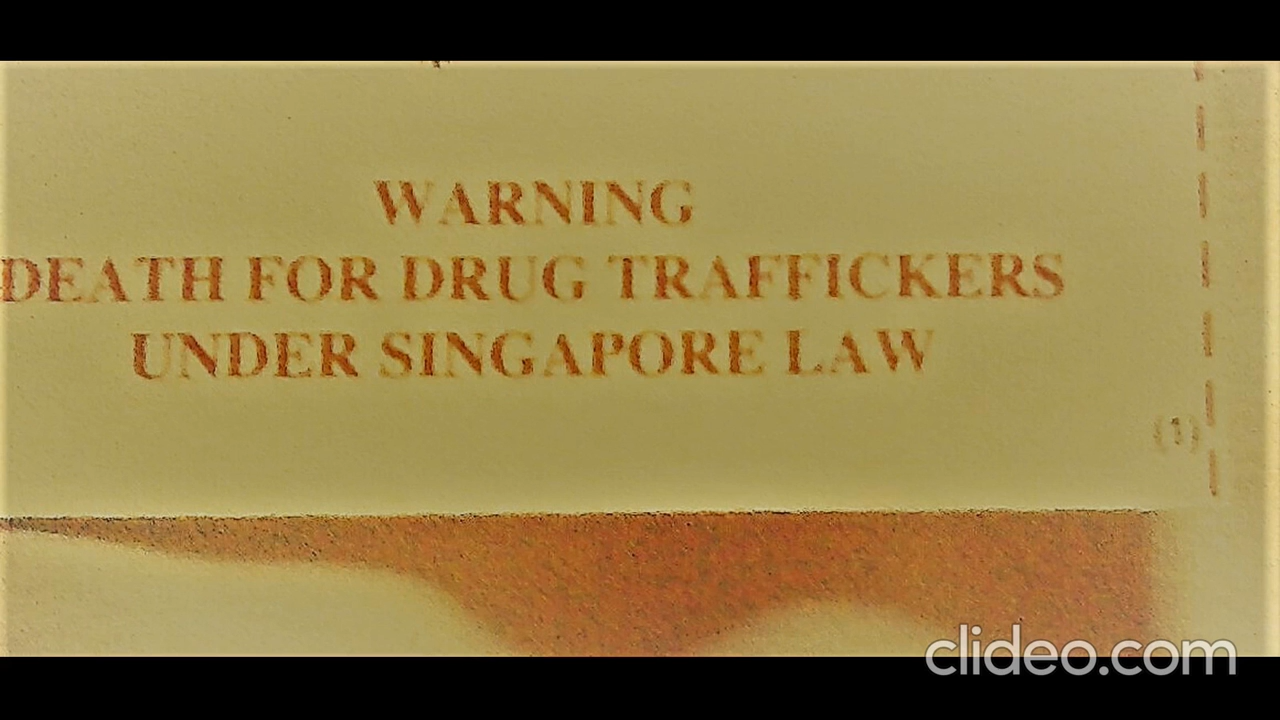 WARNING
DEATH FOR DRUG TRAFFICKERS
UNDER SINGAPORE LAW
(1)
clideo.com